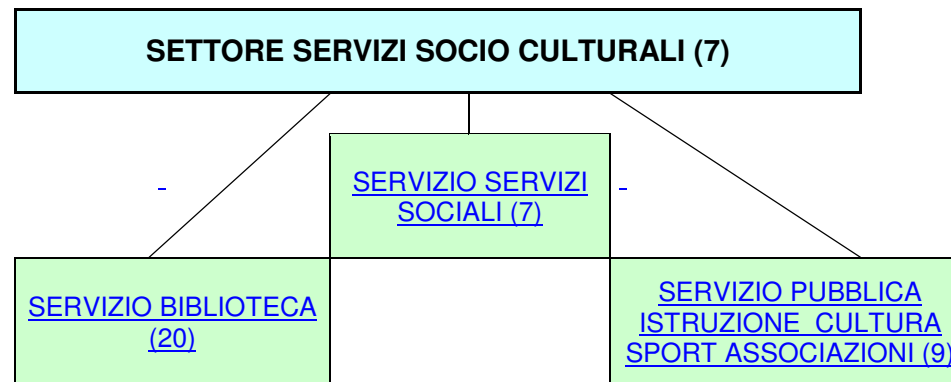 SETTORE SERVIZI SOCIO CULTURALI (7)
SERVIZIO SERVIZI
SOCIALI (7)
SERVIZIO BIBLIOTECA
(20)
SERVIZIO PUBBLICA
ISTRUZIONE CULTURA
SPORT ASSOCIAZIONI (9)